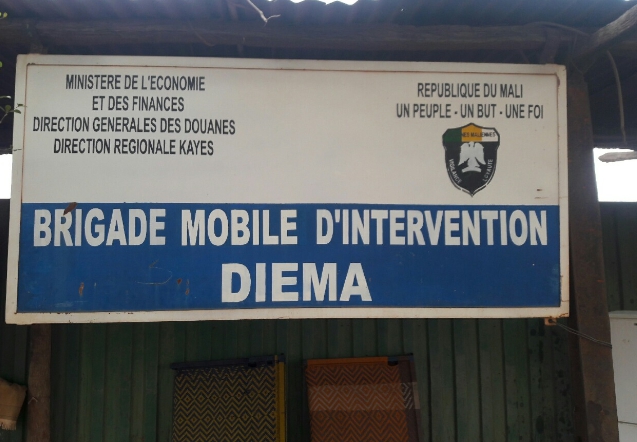 MINISTERE DE L'ECONOMIE
ET DES FINANCES
DIRECTION GENERALES DES DOUANES
DIRECTION REGIONALE KAYES
REPUBLIQUE DU MALI
UN PEUPLE - UN BUT - UNE FOI
BRIGADE MOBILE D'INTERVENTION
DIEMA